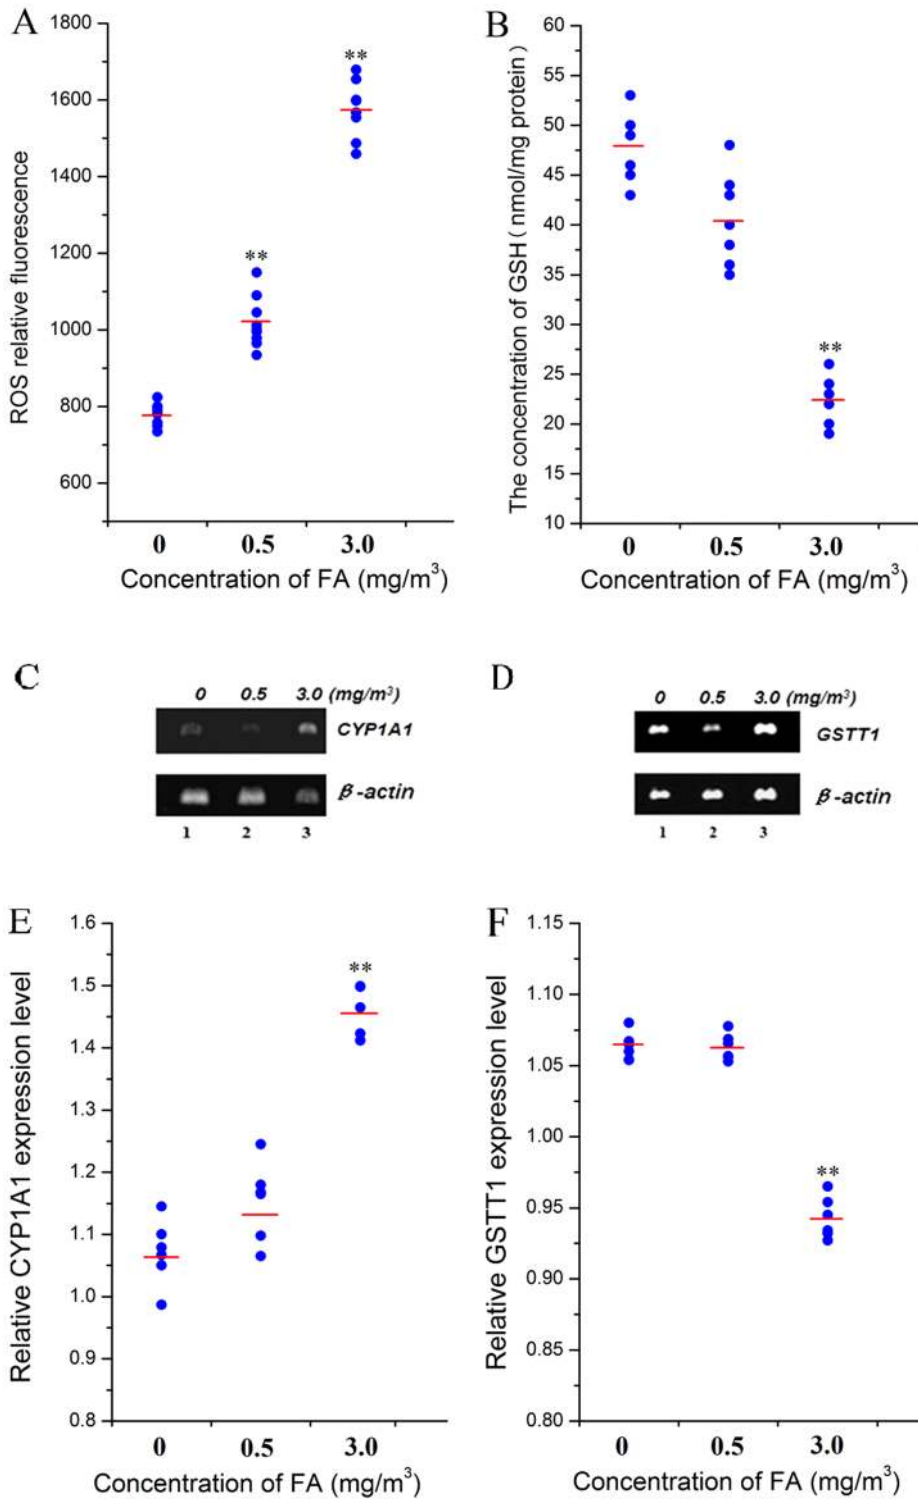 A
1800
1600
1400
1200
1000
800
600
ROS relative fluorescence
**
**
0 0.5 3.0
Concentration of FA (mg/m³)
B
60
55
50
45
40
35
30
25
20
15
10
The concentration of GSH ( nmol/mg protein )
**
0 0.5 3.0
Concentration of FA (mg/m³)
C
0 0.5 3.0 (mg/m³)
CYP1A1
β-actin
1 2 3
D
0 0.5 3.0 (mg/m³)
GSTT1
β-actin
1 2 3
E
1.6
1.5
1.4
1.3
1.2
1.1
1.0
0.9
0.8
Relative CYP1A1 expression level
**
0 0.5 3.0
Concentration of FA (mg/m³)
F
1.15
1.10
1.05
1.00
0.95
0.90
0.85
0.80
Relative GSTT1 expression level
**
0 0.5 3.0
Concentration of FA (mg/m³)